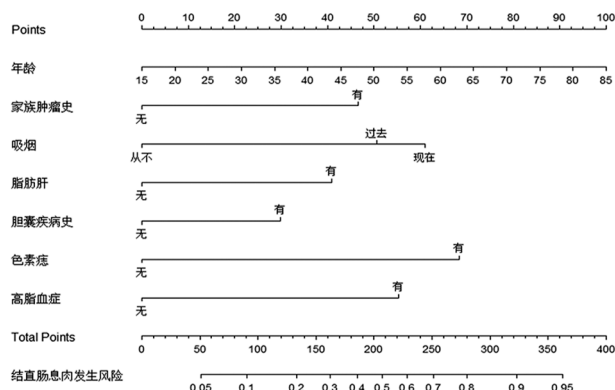 Points
0 10 20 30 40 50 60 70 80 90 100
年龄
15 20 25 30 35 40 45 50 55 60 65 70 75 80 85
有
家族肿瘤史
无
过去
吸烟
从不 现在
有
脂肪肝
无
有
胆囊疾病史
无
有
色素痣
无
有
高脂血症
无
Total Points
0 50 100 150 200 250 300 350 400
结直肠息肉发生风险
0.05 0.1 0.2 0.3 0.4 0.5 0.6 0.7 0.8 0.9 0.95